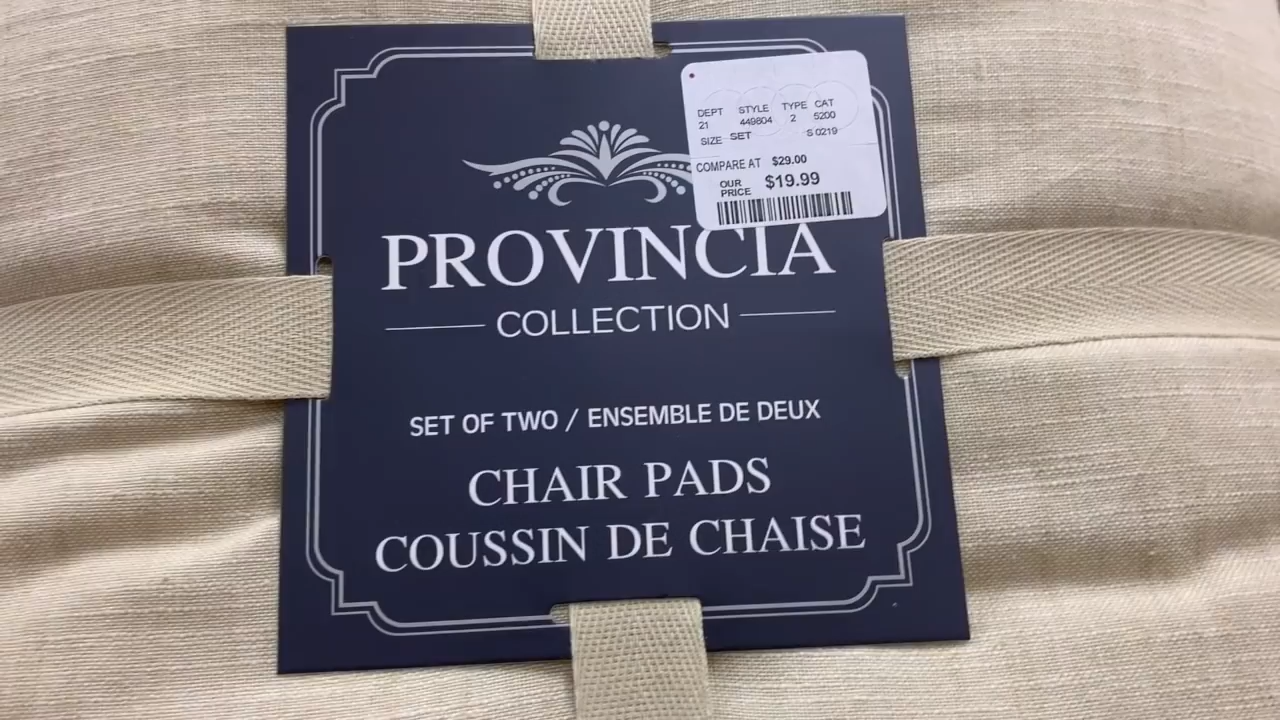 DEPT STYLE TYPE CAT
21 449804 2 5200
SIZE SET S 0219
COMPARE AT $29.00
OUR PRICE $19.99
PROVINCIA
COLLECTION
SET OF TWO / ENSEMBLE DE DEUX
CHAIR PADS
COUSSIN DE CHAISE